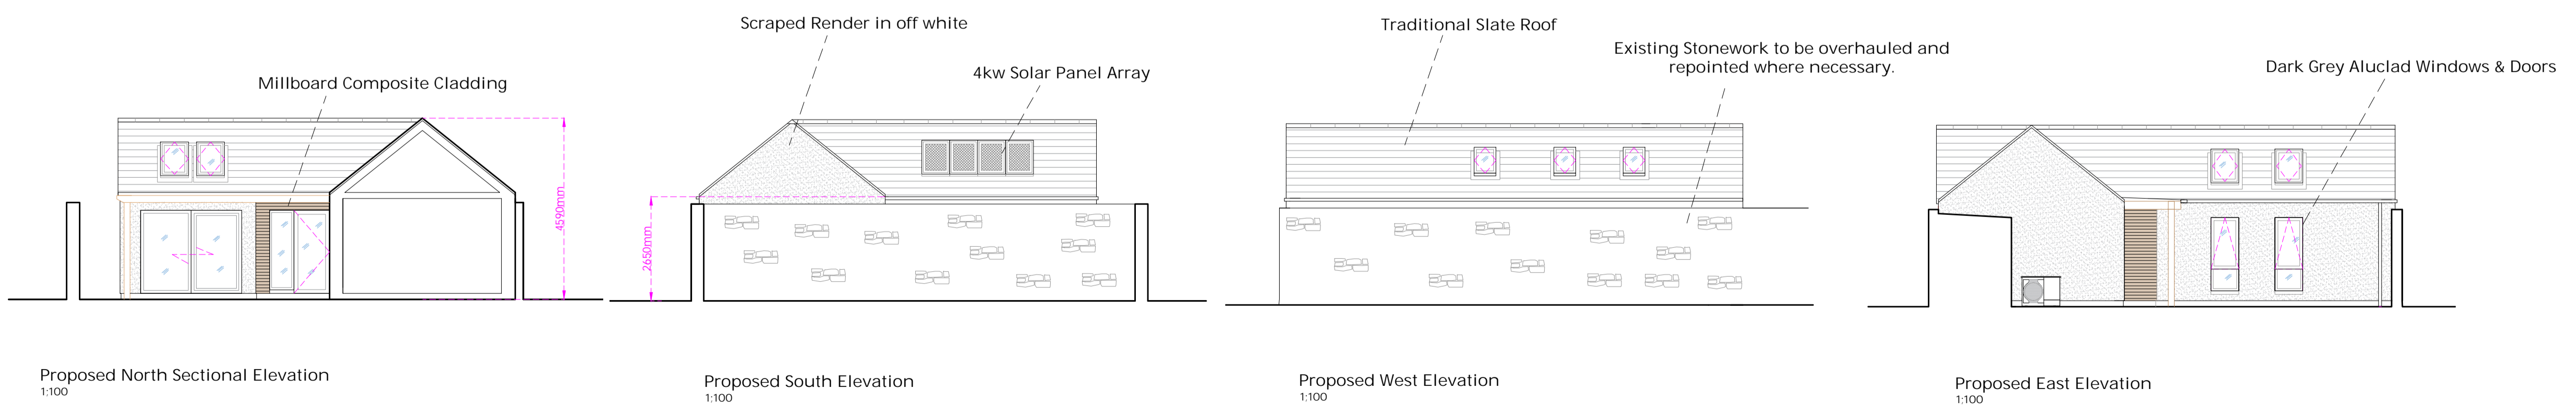 Scraped Render in off white
Traditional Slate Roof
Existing Stonework to be overhauled and
repointed where necessary.
Dark Grey Aluclad Windows & Doors
4kw Solar Panel Array
Millboard Composite Cladding
4590mm
2650mm
Proposed North Sectional Elevation
1:100
Proposed South Elevation
1:100
Proposed West Elevation
1:100
Proposed East Elevation
1:100